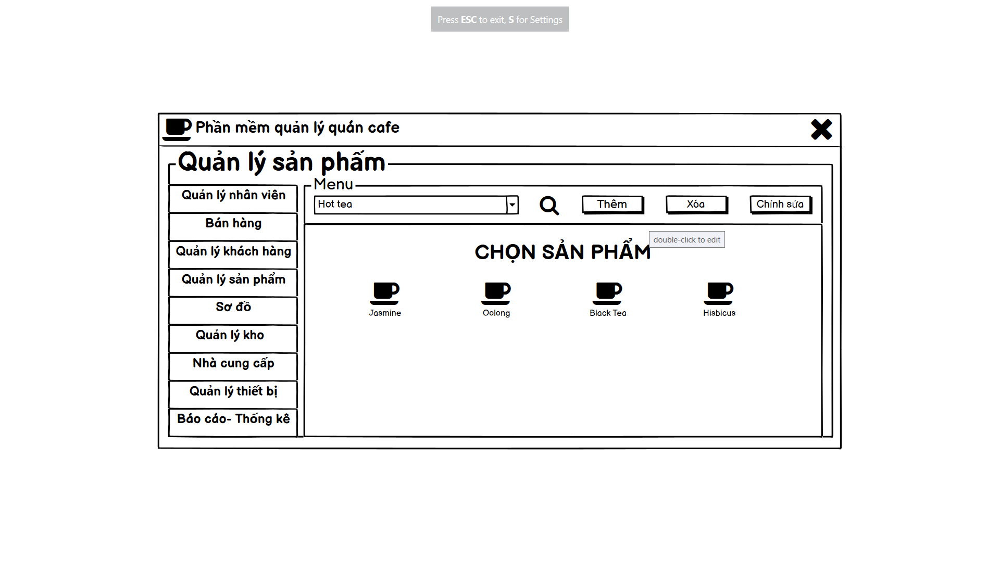 Press ESC to exit, S for Settings
Phần mềm quản lý quán cafe
Quản lý sản phẩm
Quản lý nhân viên
Bán hàng
Quản lý khách hàng
Quản lý sản phẩm
Sơ đồ
Quản lý kho
Nhà cung cấp
Quản lý thiết bị
Báo cáo- Thống kê
Menu
Hot tea
Thêm
Xóa
Chỉnh sửa
double-click to edit
CHỌN SẢN PHẨM
Jasmine
Oolong
Black Tea
Hisbicus